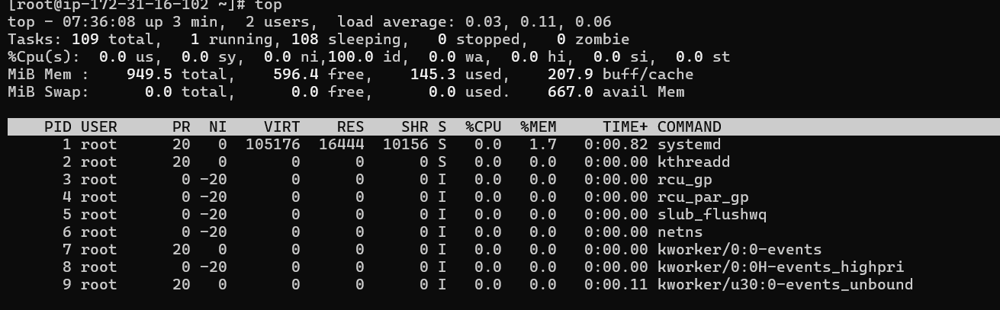 [root@ip-172-31-16-102 ~]# top
top - 07:36:08 up 3 min,  2 users,  load average: 0.03, 0.11, 0.06
Tasks: 109 total,   1 running, 108 sleeping,   0 stopped,   0 zombie
%Cpu(s):  0.0 us,  0.0 sy,  0.0 ni,100.0 id,  0.0 wa,  0.0 hi,  0.0 si,  0.0 st
MiB Mem :    949.5 total,    596.4 free,    145.3 used,    207.9 buff/cache
MiB Swap:      0.0 total,      0.0 free,      0.0 used.    667.0 avail Mem
    PID USER      PR  NI    VIRT    RES    SHR S  %CPU  %MEM     TIME+ COMMAND
      1 root      20   0  105176  16444  10156 S   0.0   1.7   0:00.82 systemd
      2 root      20   0       0      0      0 S   0.0   0.0   0:00.00 kthreadd
      3 root       0 -20       0      0      0 I   0.0   0.0   0:00.00 rcu_gp
      4 root       0 -20       0      0      0 I   0.0   0.0   0:00.00 rcu_par_gp
      5 root       0 -20       0      0      0 I   0.0   0.0   0:00.00 slub_flushwq
      6 root       0 -20       0      0      0 I   0.0   0.0   0:00.00 netns
      7 root      20   0       0      0      0 I   0.0   0.0   0:00.00 kworker/0:0-events
      8 root       0 -20       0      0      0 I   0.0   0.0   0:00.00 kworker/0:0H-events_highpri
      9 root      20   0       0      0      0 I   0.0   0.0   0:00.11 kworker/u30:0-events_unbound